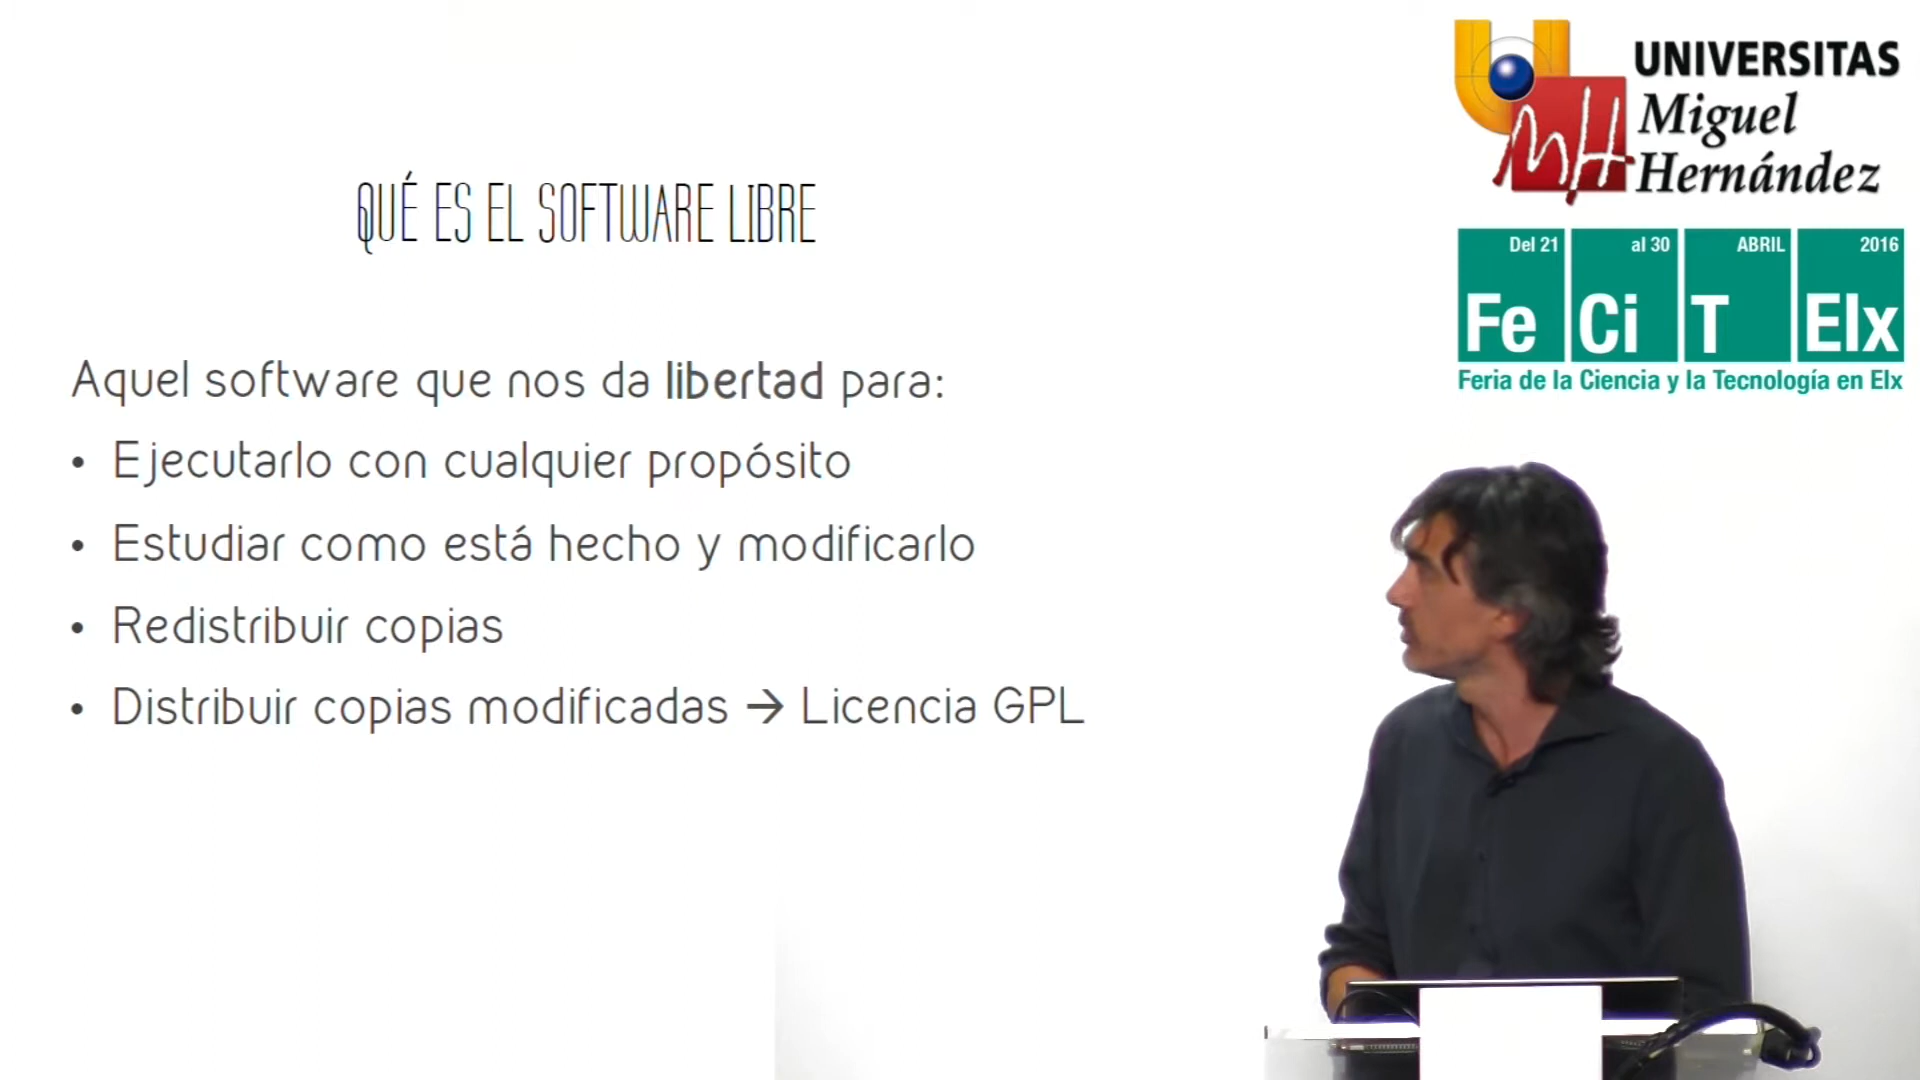 QUÉ ES EL SOFTWARE LIBRE
Aquel software que nos da libertad para:
• Ejecutarlo con cualquier propósito
• Estudiar como está hecho y modificarlo
• Redistribuir copias
• Distribuir copias modificadas → Licencia GPL
UNIVERSITAS
Miguel
Hernández
MH
Del 21 al 30 ABRIL 2016
Fe Ci T Elx
Feria de la Ciencia y la Tecnología en Elx